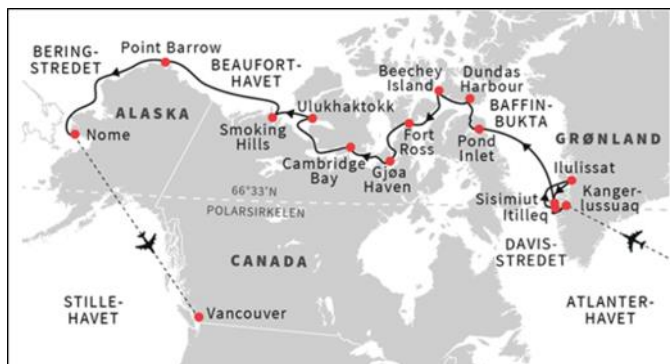 BERING-
STREDET
Point Barrow
BEAUFORT-
HAVET
Beechey
Island
Dundas
Harbour
BAFFIN-
BUKTA
ALASKA
Ulukhaktokk
GRØNLAND
Nome
Smoking
Hills
Fort
Ross
Pond
Inlet
Ilulissat
Cambridge
Bay
Gjøa
Haven
Kanger-
lussuaq
Sisimiut
Itilleq
66°33'N
POLARSIRKELEN
DAVIS-
STREDET
CANADA
STILLE-
HAVET
Vancouver
ATLANTER-
HAVET